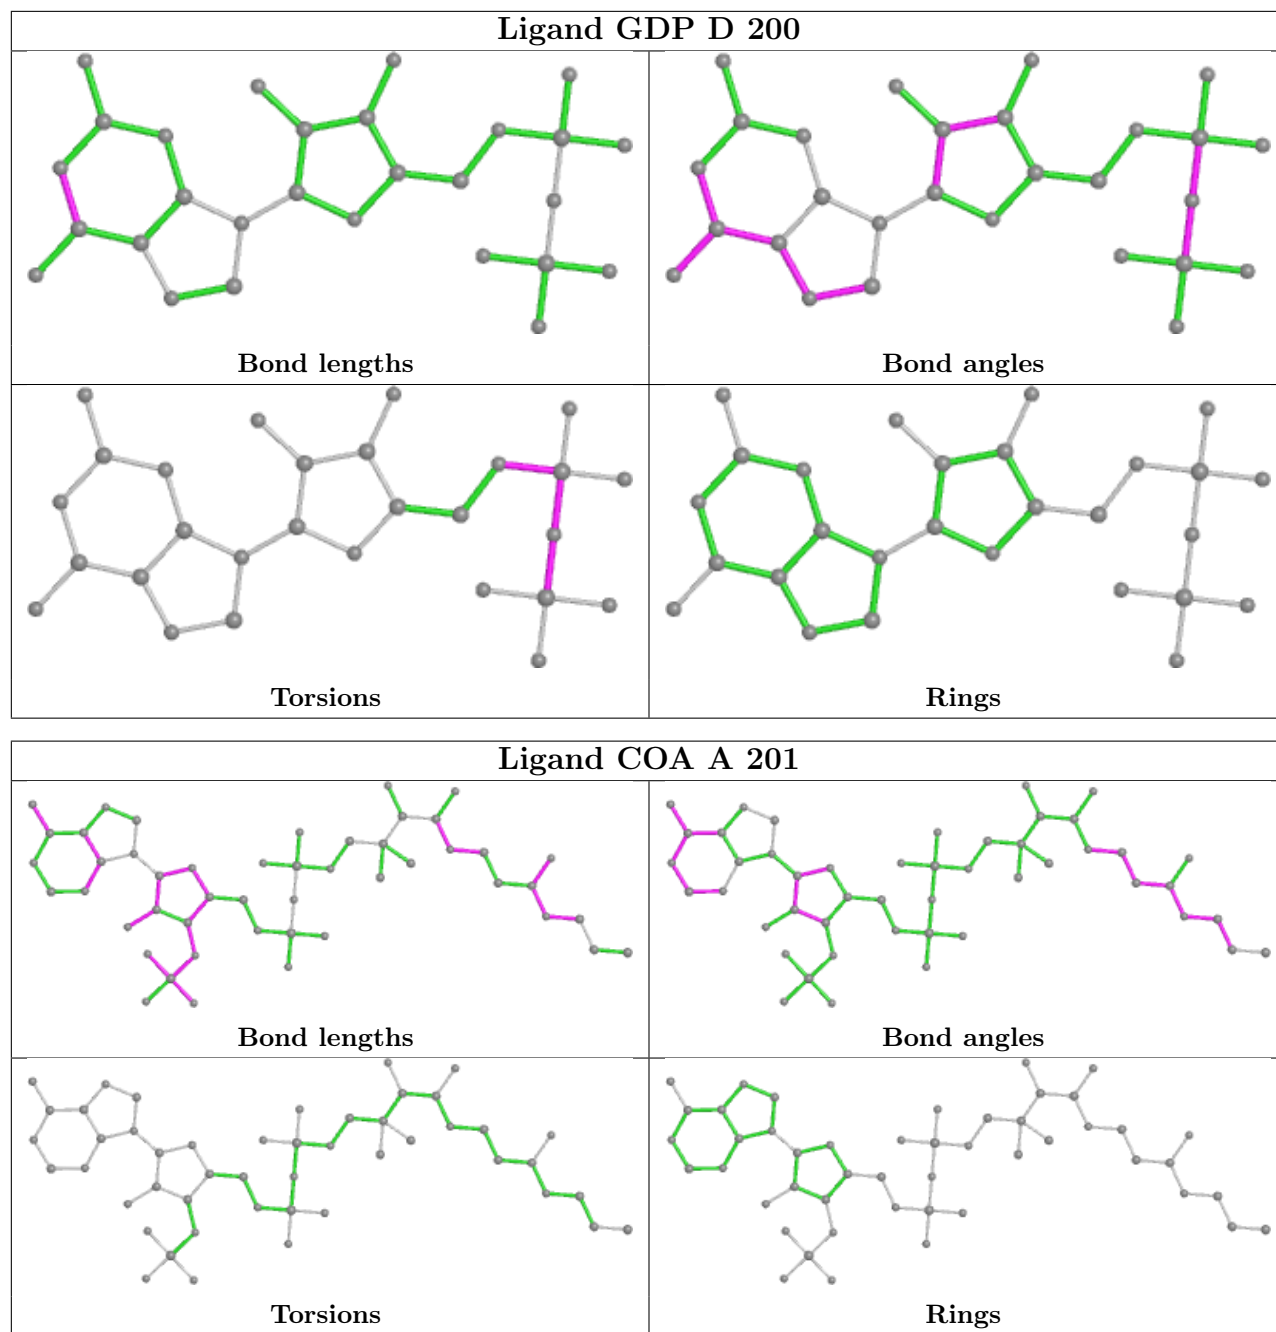 Ligand GDP D 200
Bond lengths
Bond angles
Torsions
Rings
Ligand COA A 201
Bond lengths
Bond angles
Torsions
Rings